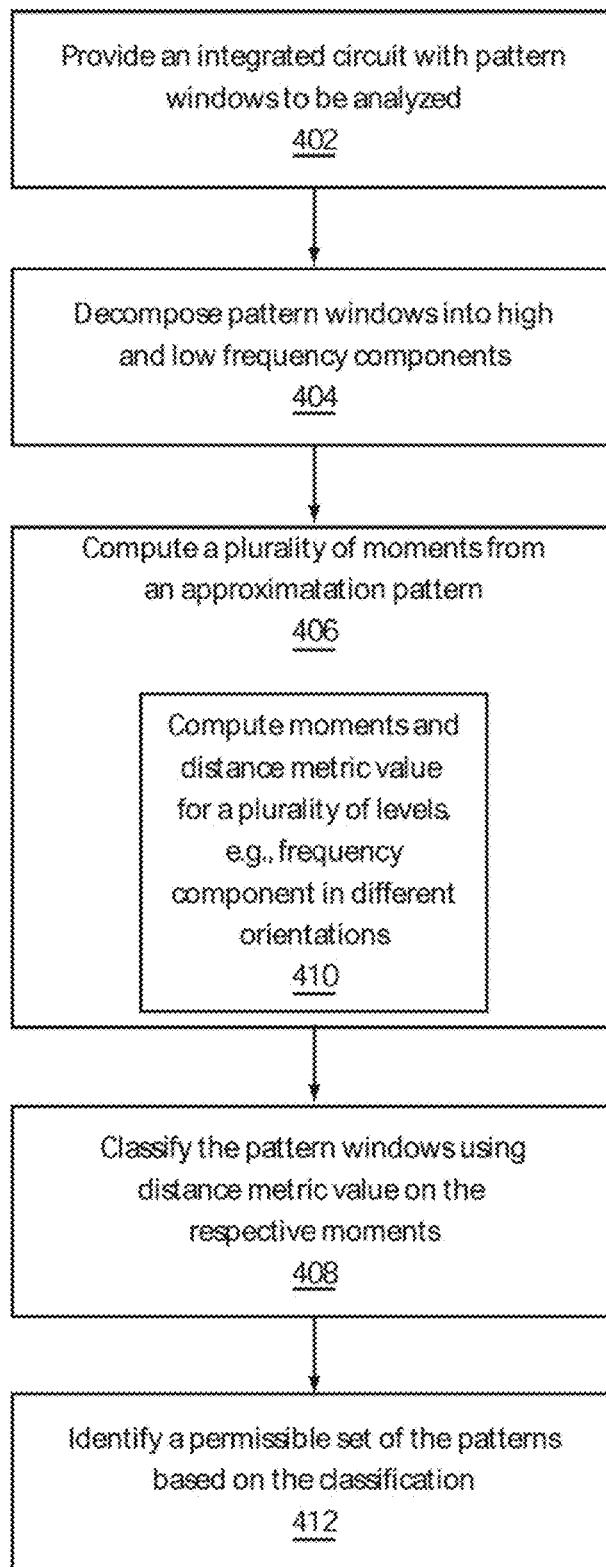 Provide an integrated circuit with pattern
windows to be analyzed
402
Decompose pattern windows into high
and low frequency components
404
Compute a plurality of moments from
an approximatation pattern
406
Compute moments and
distance metric value
for a plurality of levels,
e.g., frequency
component in different
orientations
410
Classify the pattern windows using
distance metric value on the
respective moments
408
Identify a permissible set of the patterns
based on the classification
412